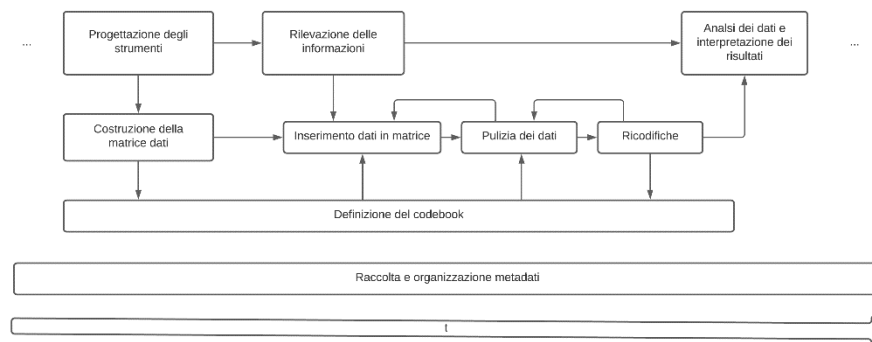 Progettazione degli
strumenti
Rilevazione delle
informazioni
Analsi dei dati e
interpretazione dei
risultati
...
...
Costruzione della
matrice dati
Inserimento dati in matrice
Pulizia dei dati
Ricodifiche
Definizione del codebook
Raccolta e organizzazione metadati
t